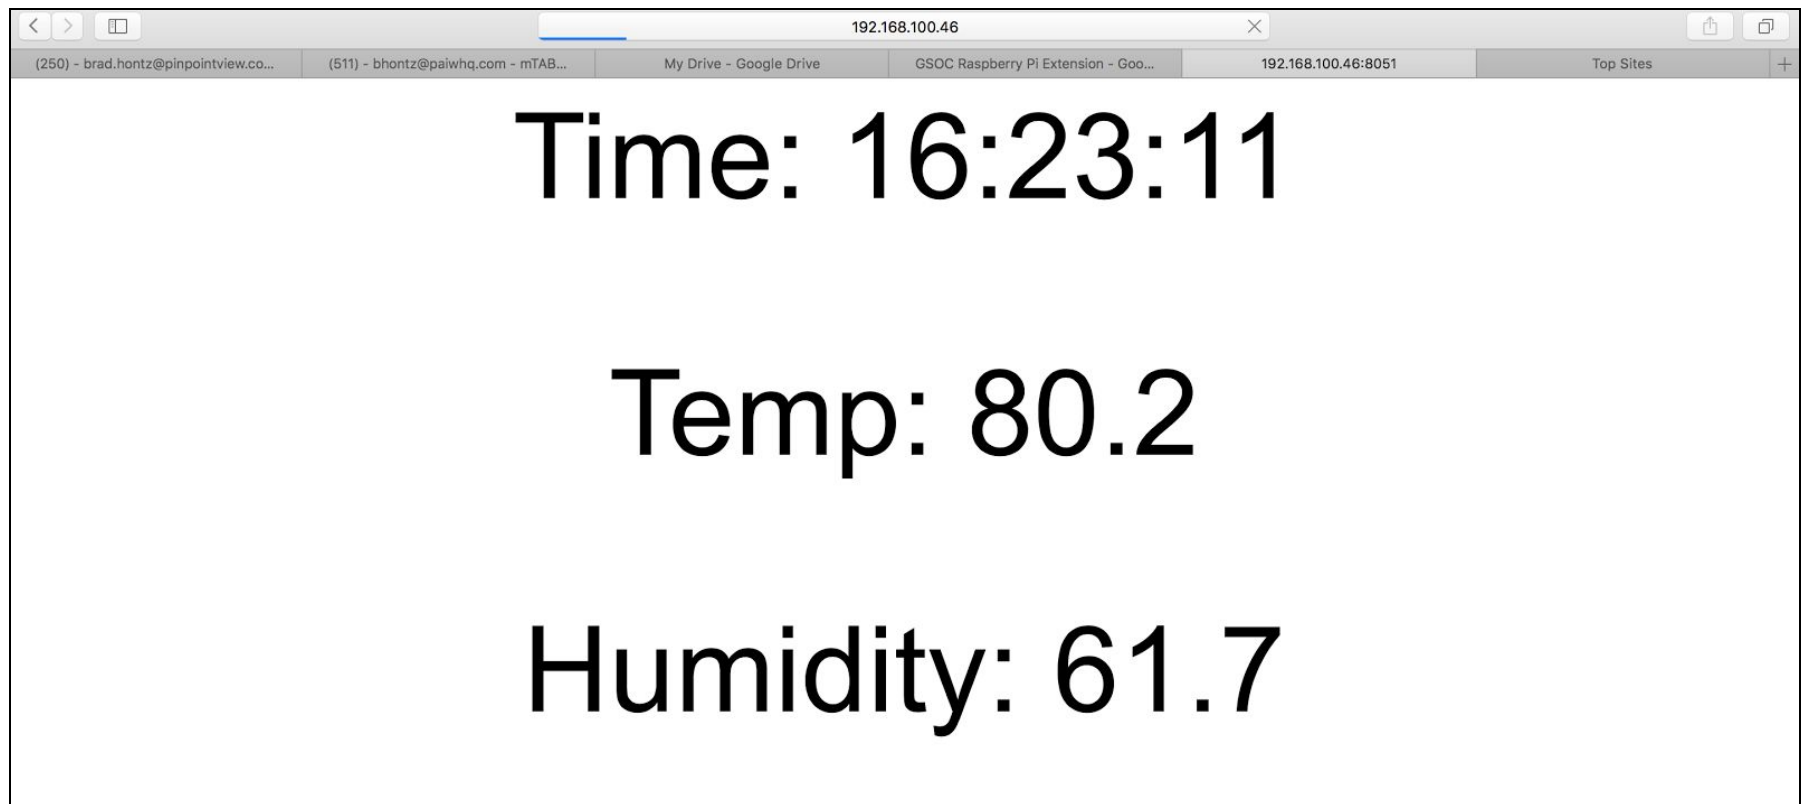 192.168.100.46
(250) - brad.hontz@pinpointview.co... (511) - bhontz@paiwhq.com - mTAB... My Drive - Google Drive GSOC Raspberry Pi Extension - Goo... 192.168.100.46:8051 Top Sites
Time: 16:23:11
Temp: 80.2
Humidity: 61.7